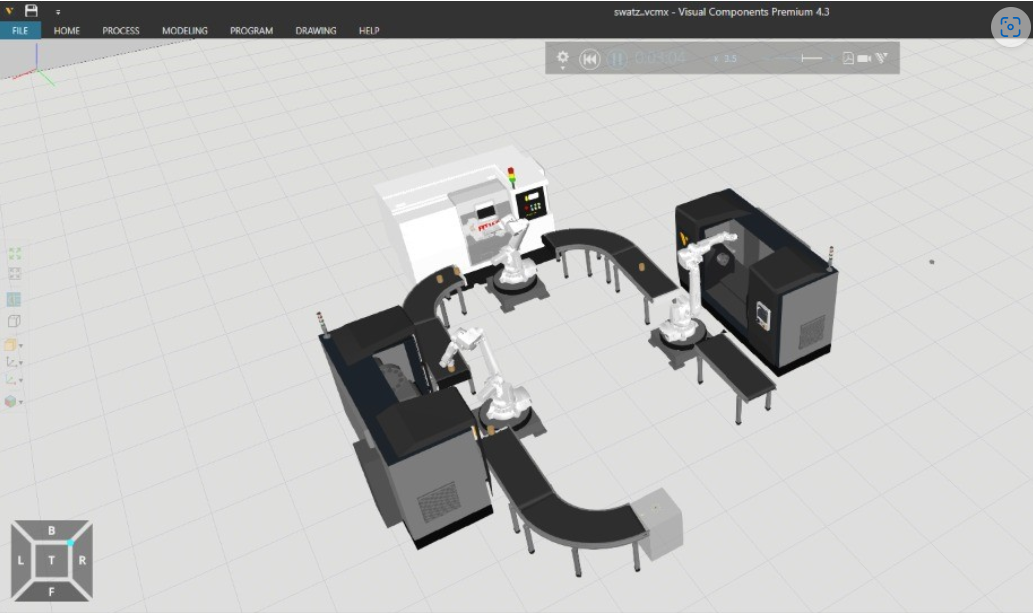 swatz..vcmx - Visual Components Premium 4.3
FILE HOME PROCESS MODELING PROGRAM DRAWING HELP
0:03:04 x 3.5
B
L T R
F